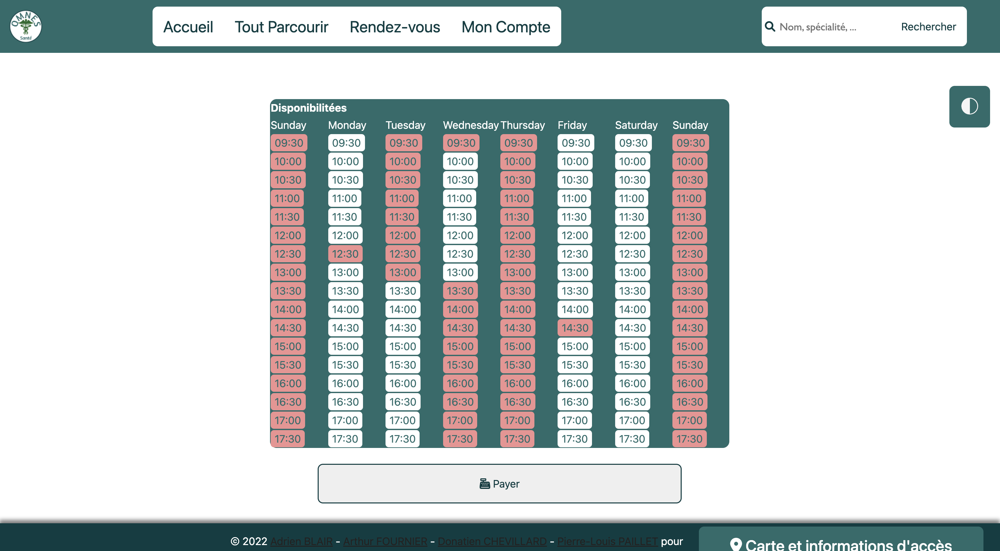 OMNES
Santé
Accueil Tout Parcourir Rendez-vous Mon Compte
Nom, spécialité, ... Rechercher
Disponibilitées
Sunday Monday Tuesday Wednesday Thursday Friday Saturday Sunday
09:30 09:30 09:30 09:30 09:30 09:30 09:30 09:30
10:00 10:00 10:00 10:00 10:00 10:00 10:00 10:00
10:30 10:30 10:30 10:30 10:30 10:30 10:30 10:30
11:00 11:00 11:00 11:00 11:00 11:00 11:00 11:00
11:30 11:30 11:30 11:30 11:30 11:30 11:30 11:30
12:00 12:00 12:00 12:00 12:00 12:00 12:00 12:00
12:30 12:30 12:30 12:30 12:30 12:30 12:30 12:30
13:00 13:00 13:00 13:00 13:00 13:00 13:00 13:00
13:30 13:30 13:30 13:30 13:30 13:30 13:30 13:30
14:00 14:00 14:00 14:00 14:00 14:00 14:00 14:00
14:30 14:30 14:30 14:30 14:30 14:30 14:30 14:30
15:00 15:00 15:00 15:00 15:00 15:00 15:00 15:00
15:30 15:30 15:30 15:30 15:30 15:30 15:30 15:30
16:00 16:00 16:00 16:00 16:00 16:00 16:00 16:00
16:30 16:30 16:30 16:30 16:30 16:30 16:30 16:30
17:00 17:00 17:00 17:00 17:00 17:00 17:00 17:00
17:30 17:30 17:30 17:30 17:30 17:30 17:30 17:30
Payer
© 2022 Adrien BLAIR - Arthur FOURNIER - Donatien CHEVILLARD - Pierre-Louis PAILLET pour
Carte et informations d'accès